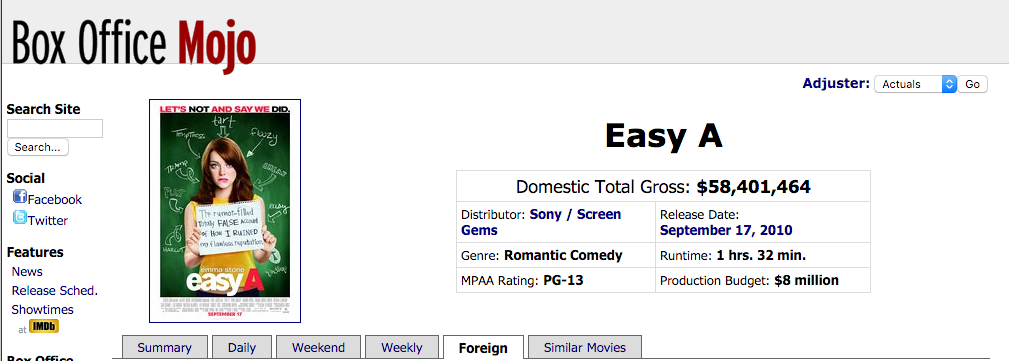 Box Office Mojo
Adjuster: Actuals Go
Search Site
Search...
Social
Facebook
Twitter
Features
News
Release Sched.
Showtimes
at IMDb
Box Office
LET'S NOT AND SAY WE DID.
tart
TEMPTRESS
floozy
TRAMP
easy
HARLOT
The rumor-filled
totally FALSE account
of How I RUINED
my flawless reputation.
emma stone
easyA
SEPTEMBER 17
Easy A
Domestic Total Gross: $58,401,464
Distributor: Sony / Screen
Gems
Release Date:
September 17, 2010
Genre: Romantic Comedy
Runtime: 1 hrs. 32 min.
MPAA Rating: PG-13
Production Budget: $8 million
Summary Daily Weekend Weekly Foreign Similar Movies